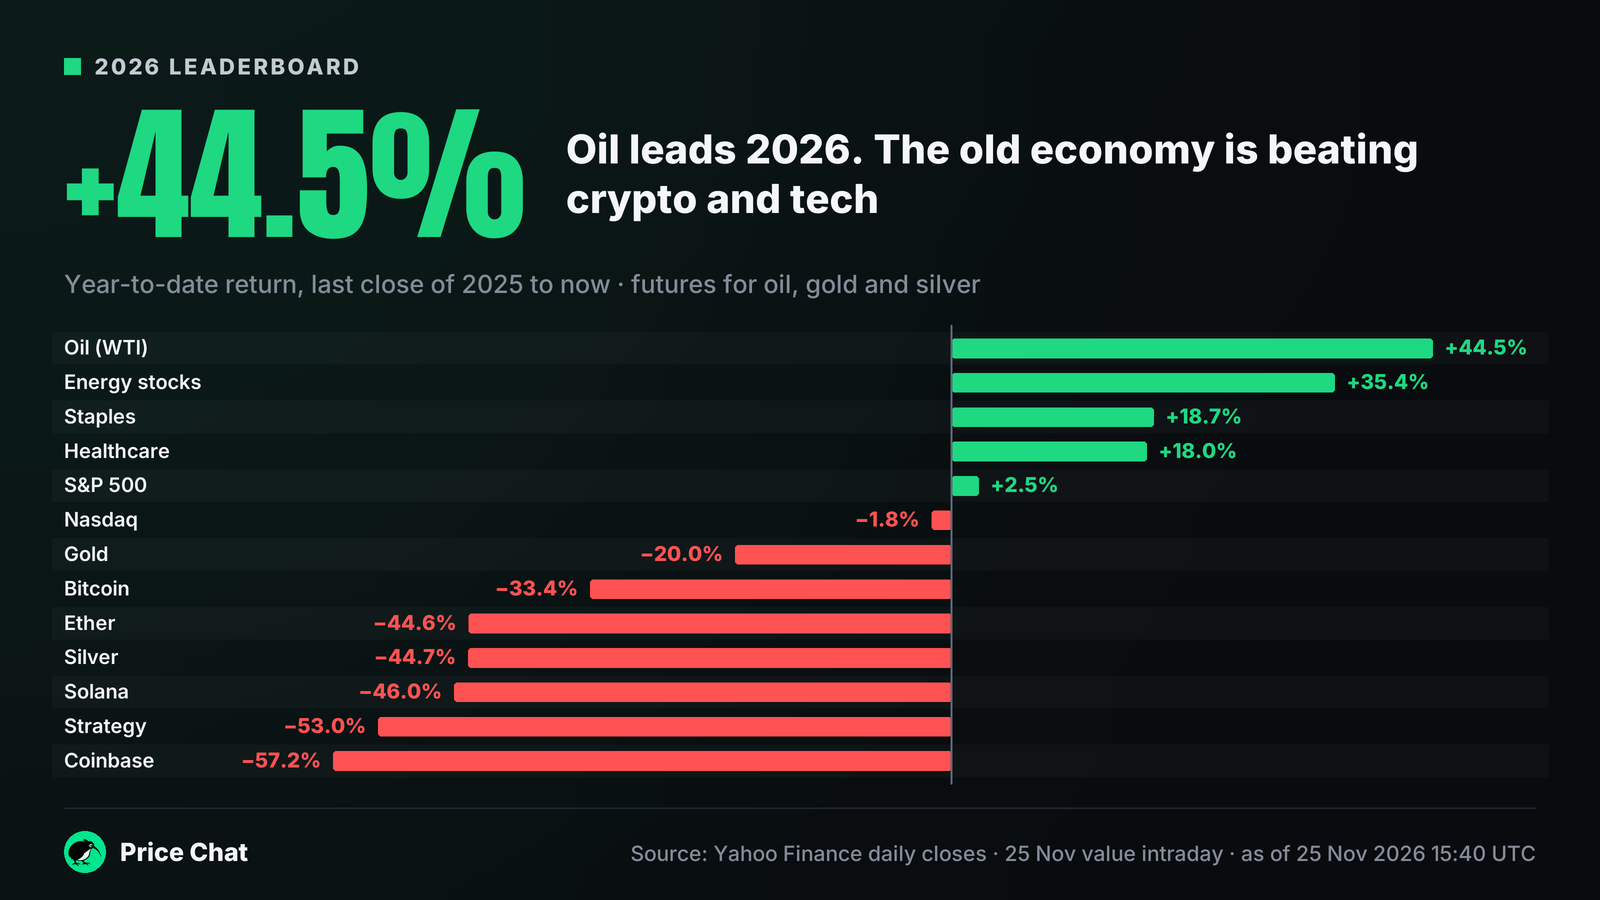 2026 LEADERBOARD
+44.5%
Oil leads 2026. The old economy is beating
crypto and tech
Year-to-date return, last close of 2025 to now · futures for oil, gold and silver
Oil (WTI) +44.5%
Energy stocks +35.4%
Staples +18.7%
Healthcare +18.0%
S&P 500 +2.5%
Nasdaq −1.8%
Gold −20.0%
Bitcoin −33.4%
Ether −44.6%
Silver −44.7%
Solana −46.0%
Strategy −53.0%
Coinbase −57.2%
Price Chat
Source: Yahoo Finance daily closes · 25 Nov value intraday · as of 25 Nov 2026 15:40 UTC